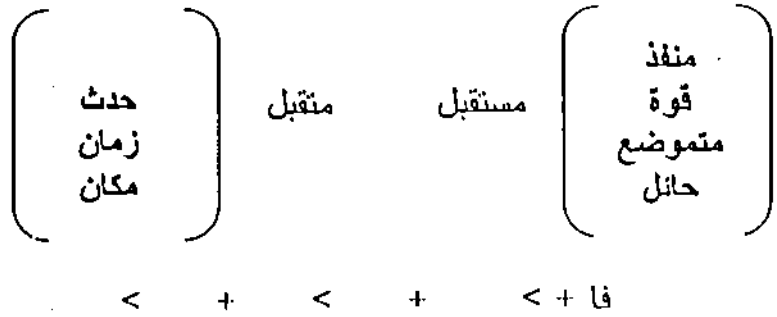 منفذ
قوة مستقبل متقبل حدث
متموضع زمان
حائل مكان
فا + > + > + >